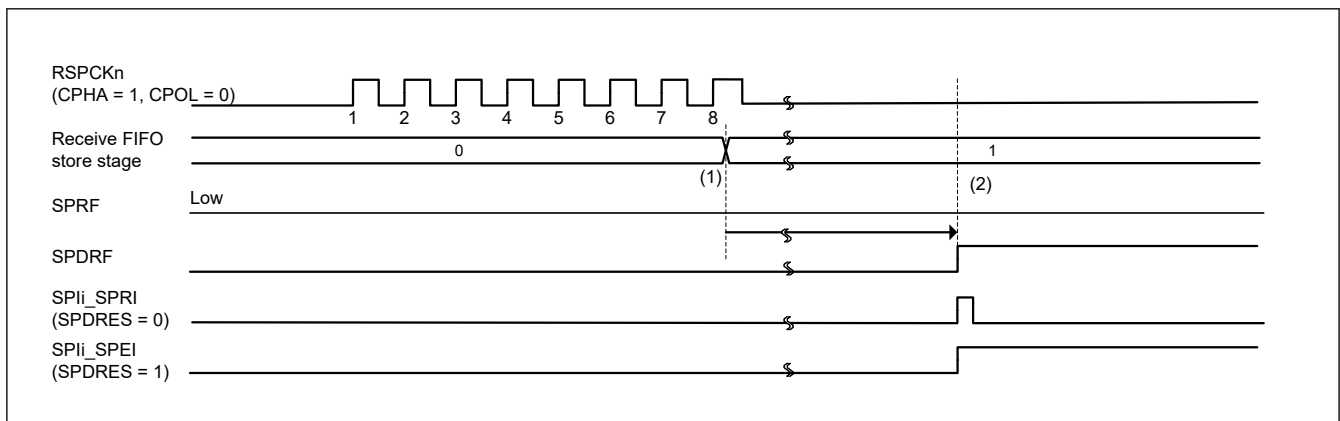 RSPCKn
(CPHA = 1, CPOL = 0)
1 2 3 4 5 6 7 8
Receive FIFO
store stage
0
1
(1)
(2)
SPRF
Low
SPDRF
SPIi_SPRI
(SPDRES = 0)
SPIi_SPEI
(SPDRES = 1)